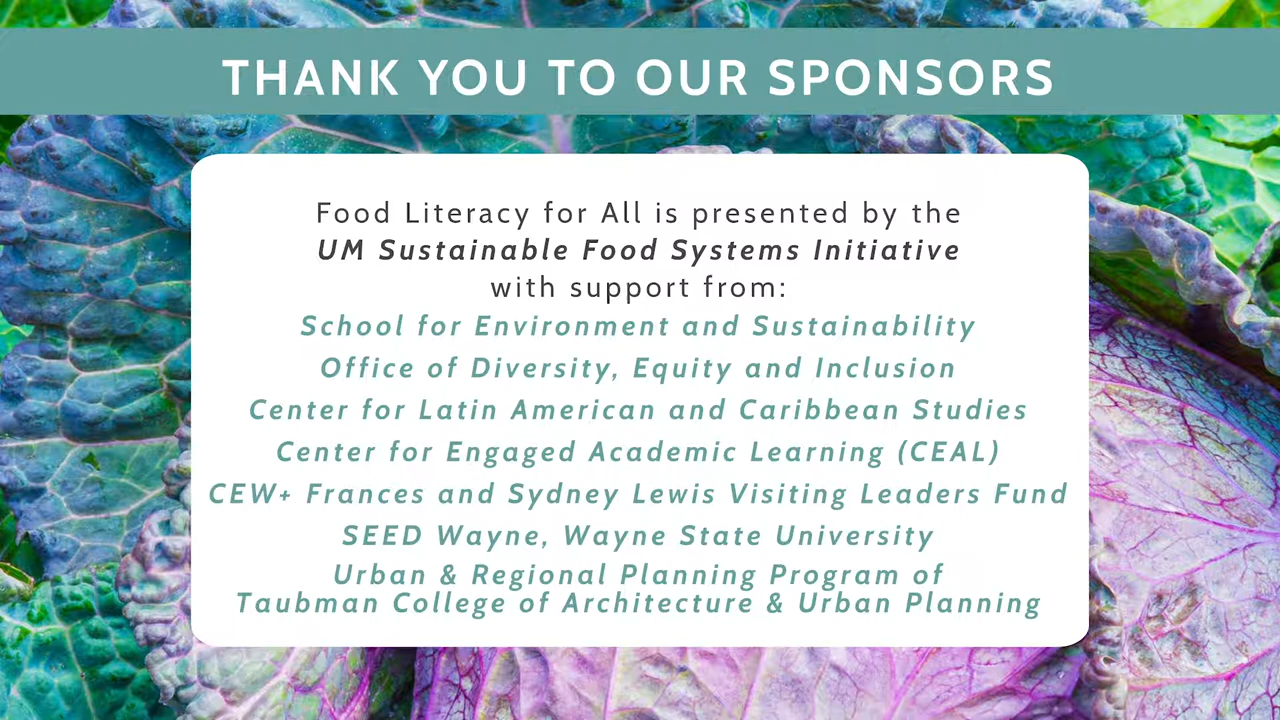 THANK YOU TO OUR SPONSORS
Food Literacy for All is presented by the
UM Sustainable Food Systems Initiative
with support from:
School for Environment and Sustainability
Office of Diversity, Equity and Inclusion
Center for Latin American and Caribbean Studies
Center for Engaged Academic Learning (CEAL)
CEW+ Frances and Sydney Lewis Visiting Leaders Fund
SEED Wayne, Wayne State University
Urban & Regional Planning Program of
Taubman College of Architecture & Urban Planning